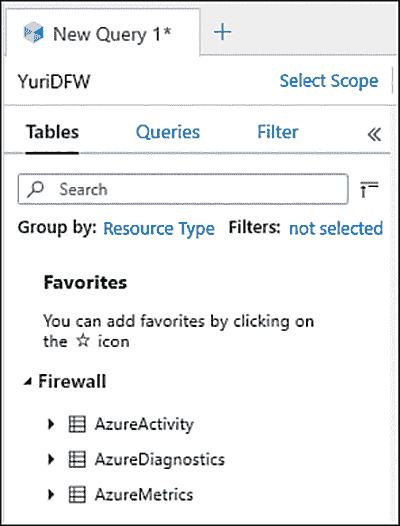 New Query 1* +
YuriDFW Select Scope
Tables Queries Filter «
Search
Group by: Resource Type Filters: not selected
Favorites
You can add favorites by clicking on
the ☆ icon
Firewall
AzureActivity
AzureDiagnostics
AzureMetrics